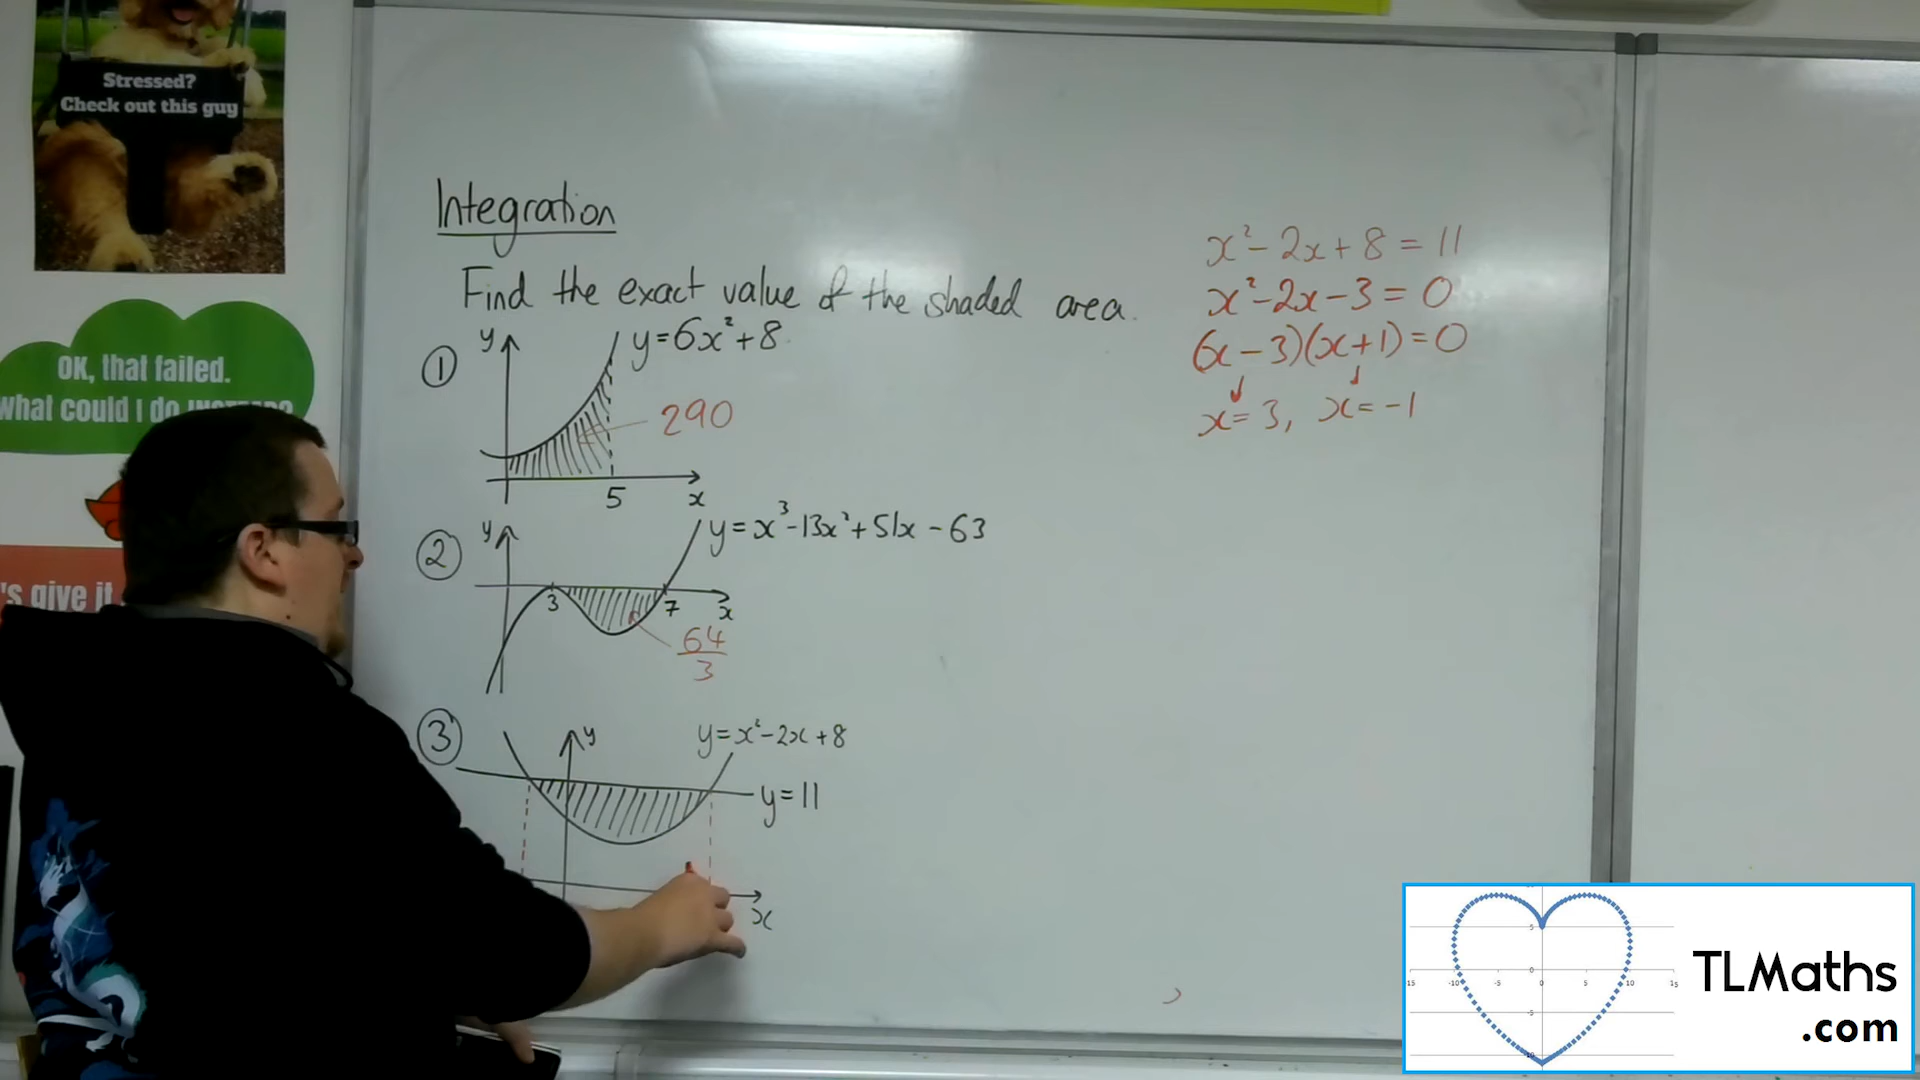 Stressed?
Check out this guy
OK, that failed.
what could I do
's give it
Integration
Find the exact value of the shaded area.
① y
y=6x²+8
290
5
x
② y
y=x³-13x²+51x-63
3
7
x
64/3
③ y
y=x²-2x+8
y=11
x
x²-2x+8=11
x²-2x-3=0
(x-3)(x+1)=0
x=3, x=-1
TLMaths
.com